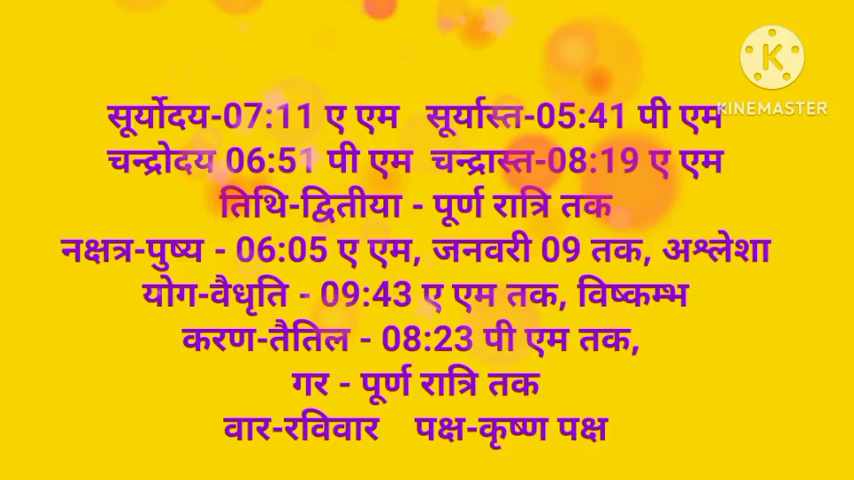 KINEMASTER
सूर्योदय-07:11 ए एम सूर्यास्त-05:41 पी एम
चन्द्रोदय 06:51 पी एम चन्द्रास्त-08:19 ए एम
तिथि-द्वितीया - पूर्ण रात्रि तक
नक्षत्र-पुष्य - 06:05 ए एम, जनवरी 09 तक, अश्लेशा
योग-वैधृति - 09:43 ए एम तक, विष्कम्भ
करण-तैतिल - 08:23 पी एम तक,
गर - पूर्ण रात्रि तक
वार-रविवार पक्ष-कृष्ण पक्ष